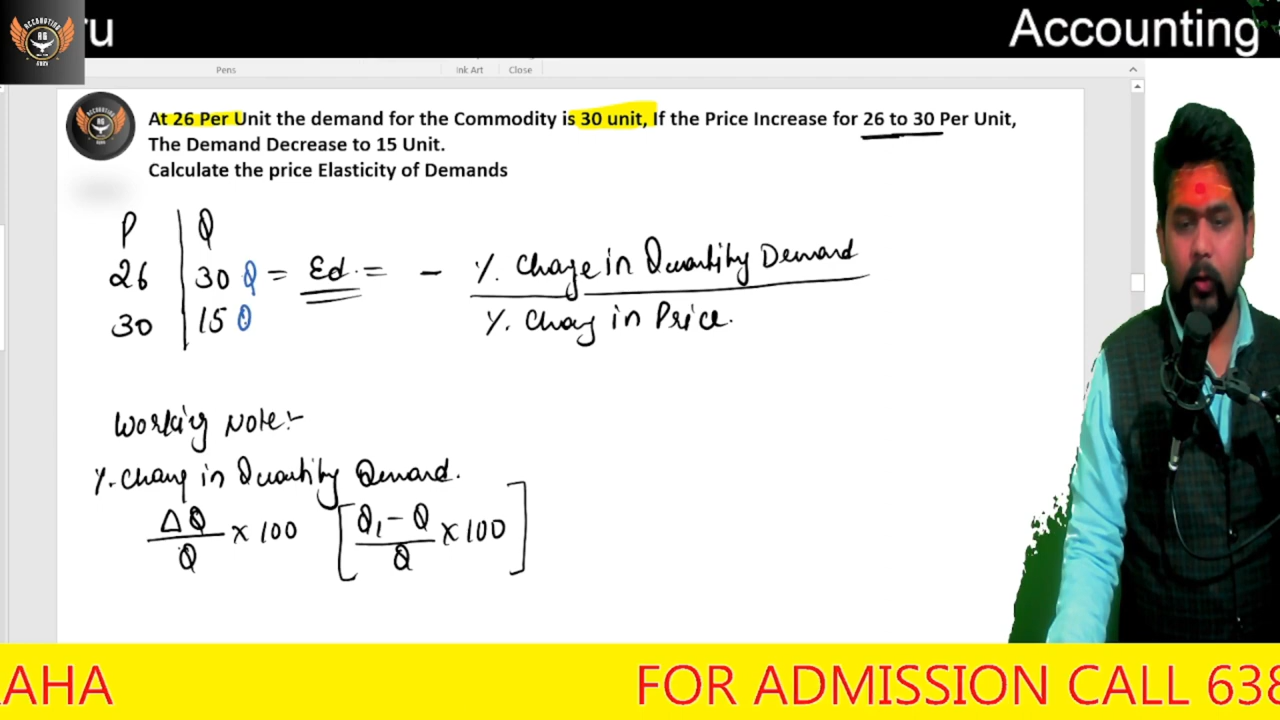 ru
Accounting
Pens
Ink Art
Close
At 26 Per Unit the demand for the Commodity is 30 unit, If the Price Increase for 26 to 30 Per Unit,
The Demand Decrease to 15 Unit.
Calculate the price Elasticity of Demands
P | Q
26 | 30 Q = Ed = - % Chage in Quantity Demand
30 | 15 Q
% Chang in Price.
Working Note:-
% Chang in Quantity Demand.
ΔQ/Q × 100 [Q₁ - Q/Q × 100]
AHA
FOR ADMISSION CALL 638